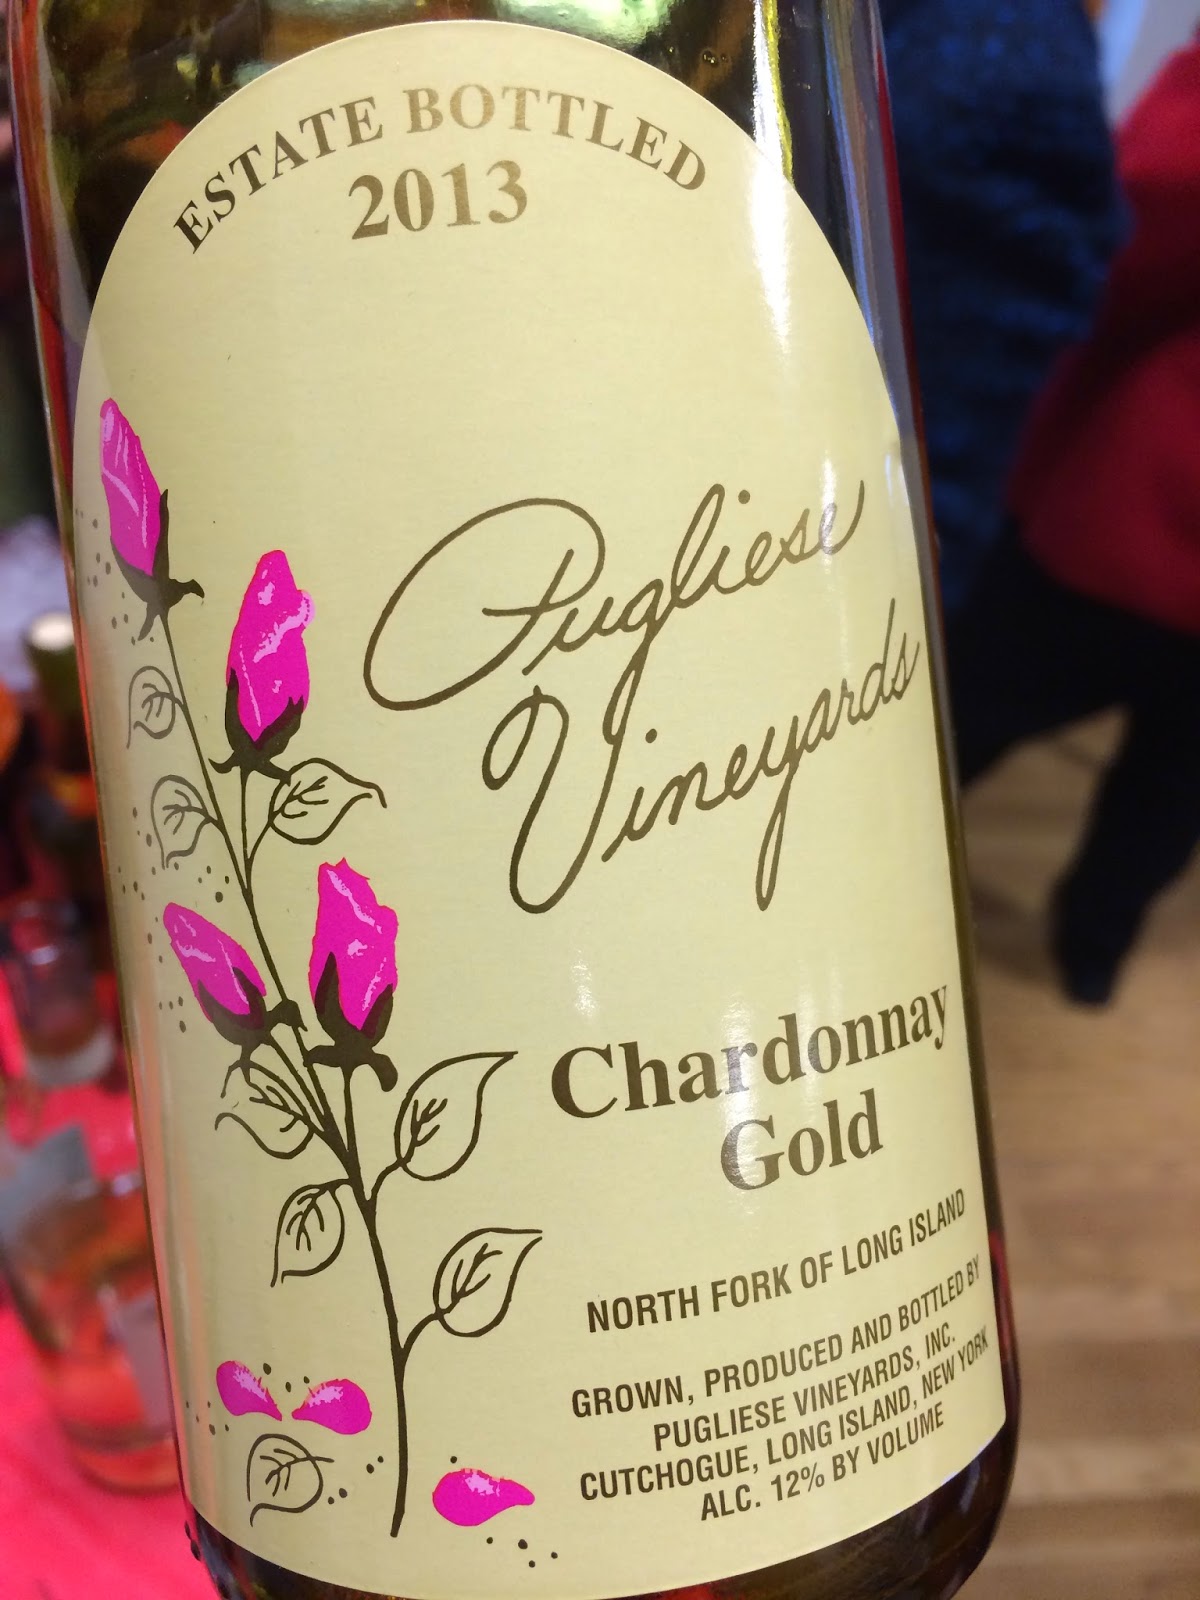 ESTATE BOTTLED
2013
Pugliese
Vineyards
Chardonnay
Gold
NORTH FORK OF LONG ISLAND
GROWN, PRODUCED AND BOTTLED BY
PUGLIESE VINEYARDS, INC.
CUTCHOGUE, LONG ISLAND, NEW YORK
ALC. 12% BY VOLUME